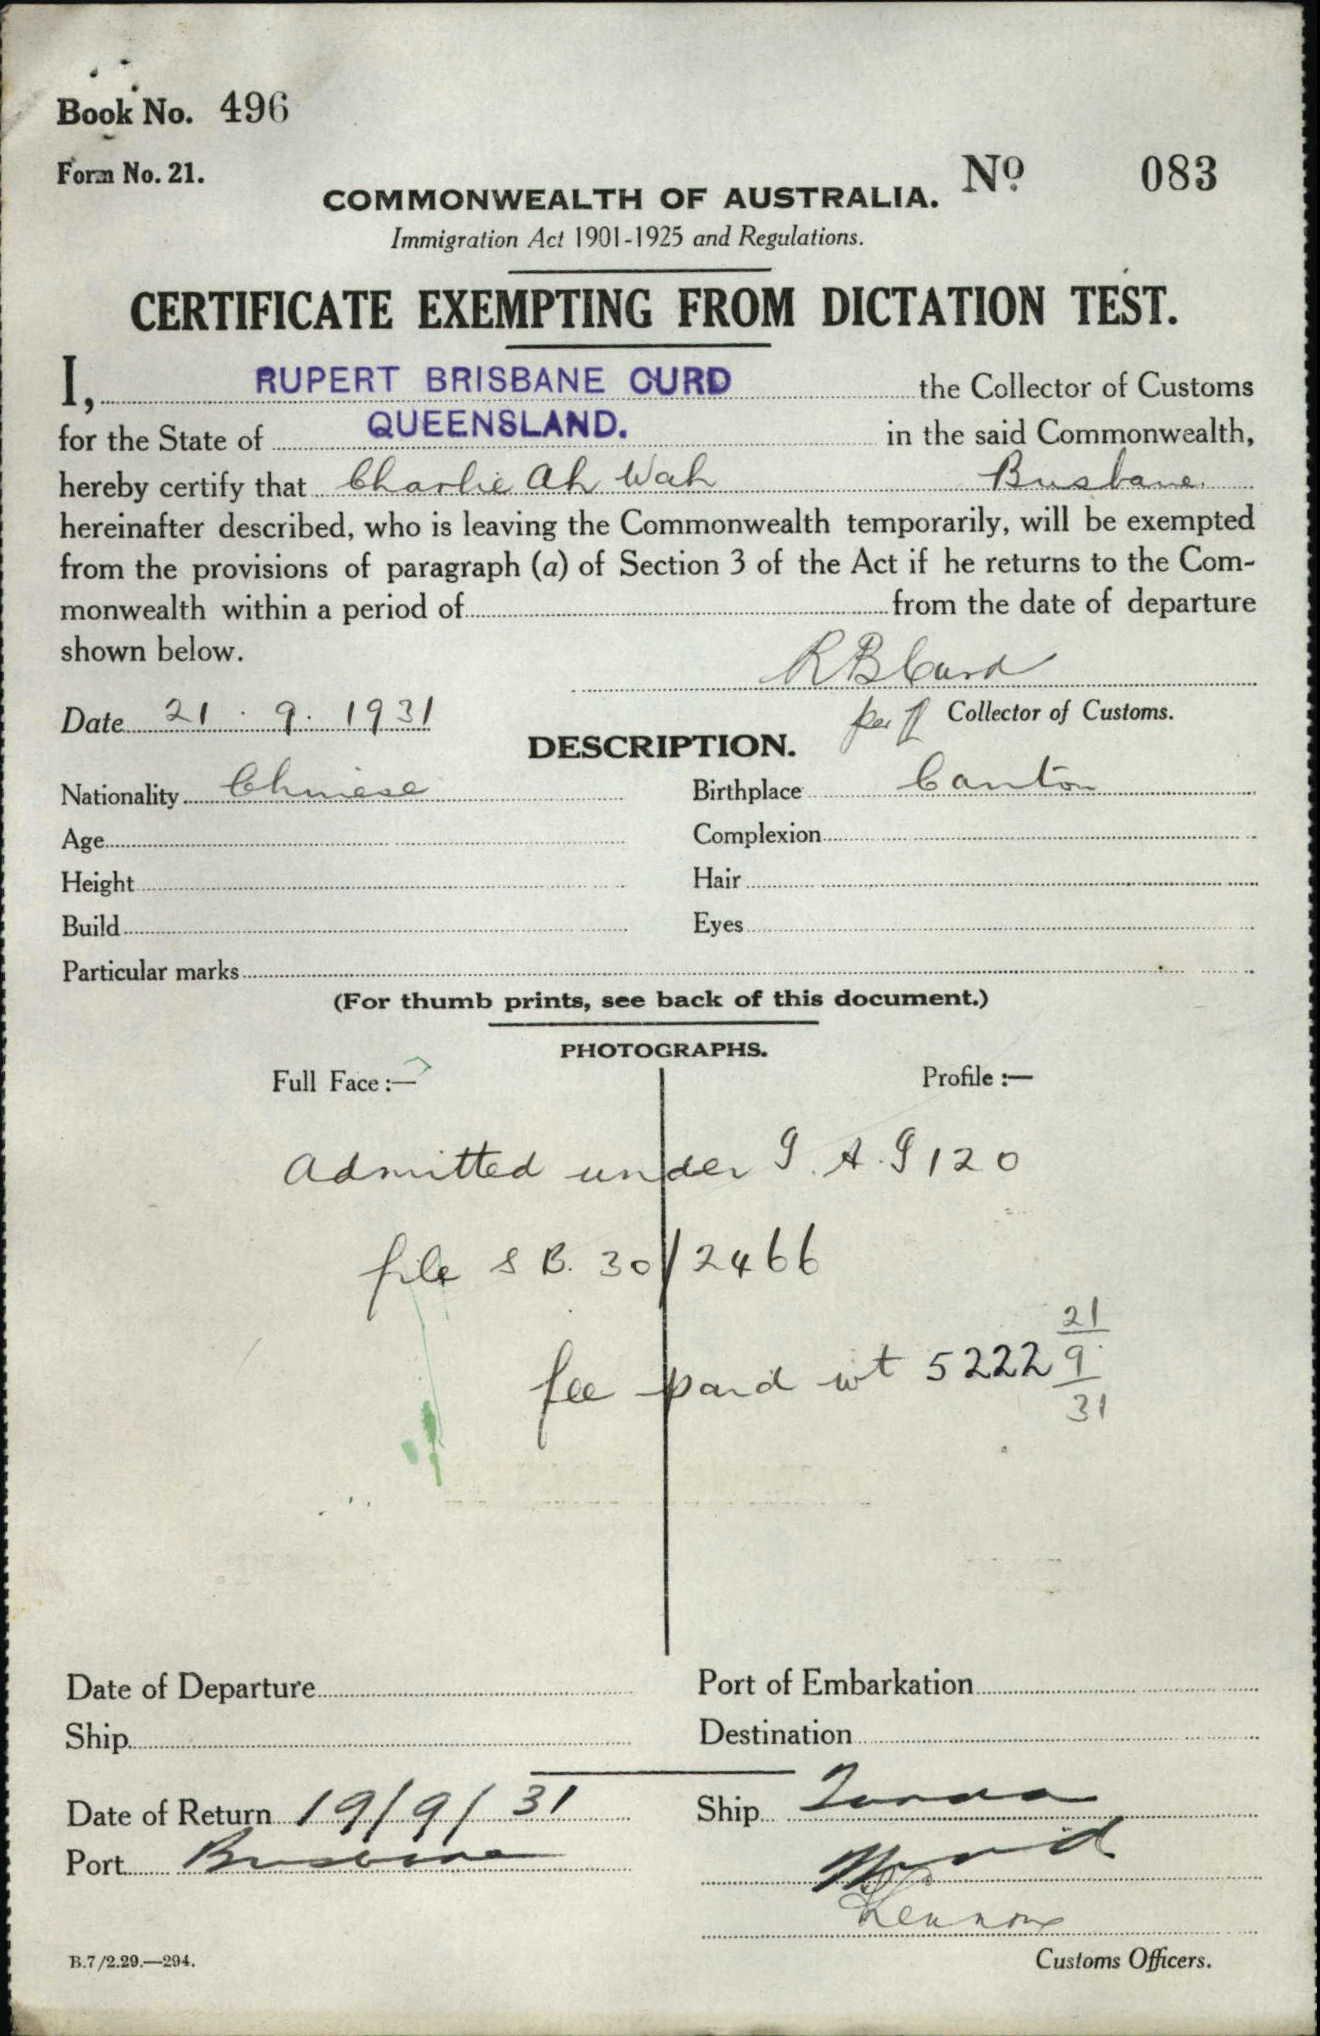 Book No. 496
Form No. 21.
No. 083
COMMONWEALTH OF AUSTRALIA.
Immigration Act 1901-1925 and Regulations.
CERTIFICATE EXEMPTING FROM DICTATION TEST.
I, RUPERT BRISBANE CURD the Collector of Customs
for the State of QUEENSLAND. in the said Commonwealth,
hereby certify that Charlie Ah Wah Brisbane.
hereinafter described, who is leaving the Commonwealth temporarily, will be exempted
from the provisions of paragraph (a) of Section 3 of the Act if he returns to the Com-
monwealth within a period of from the date of departure
shown below.
R B Curd
Date 21. 9. 1931 per Collector of Customs.
DESCRIPTION.
Nationality Chinese Birthplace Canton
Age Complexion
Height Hair
Build Eyes
Particular marks
(For thumb prints, see back of this document.)
PHOTOGRAPHS.
Full Face :— Profile :—
Admitted under
file S B. 30/2466
fee paid 5222 21/9/31
Date of Departure Port of Embarkation
Ship Destination
Date of Return 19/9/31 Ship
Port Brisbane
Lennox
Customs Officers.
B.7/2.29.—294.